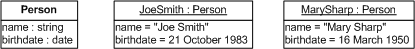 Person
name : string
birthdate : date
JoeSmith : Person
name = "Joe Smith"
birthdate = 21 October 1983
MarySharp : Person
name = "Mary Sharp"
birthdate = 16 March 1950